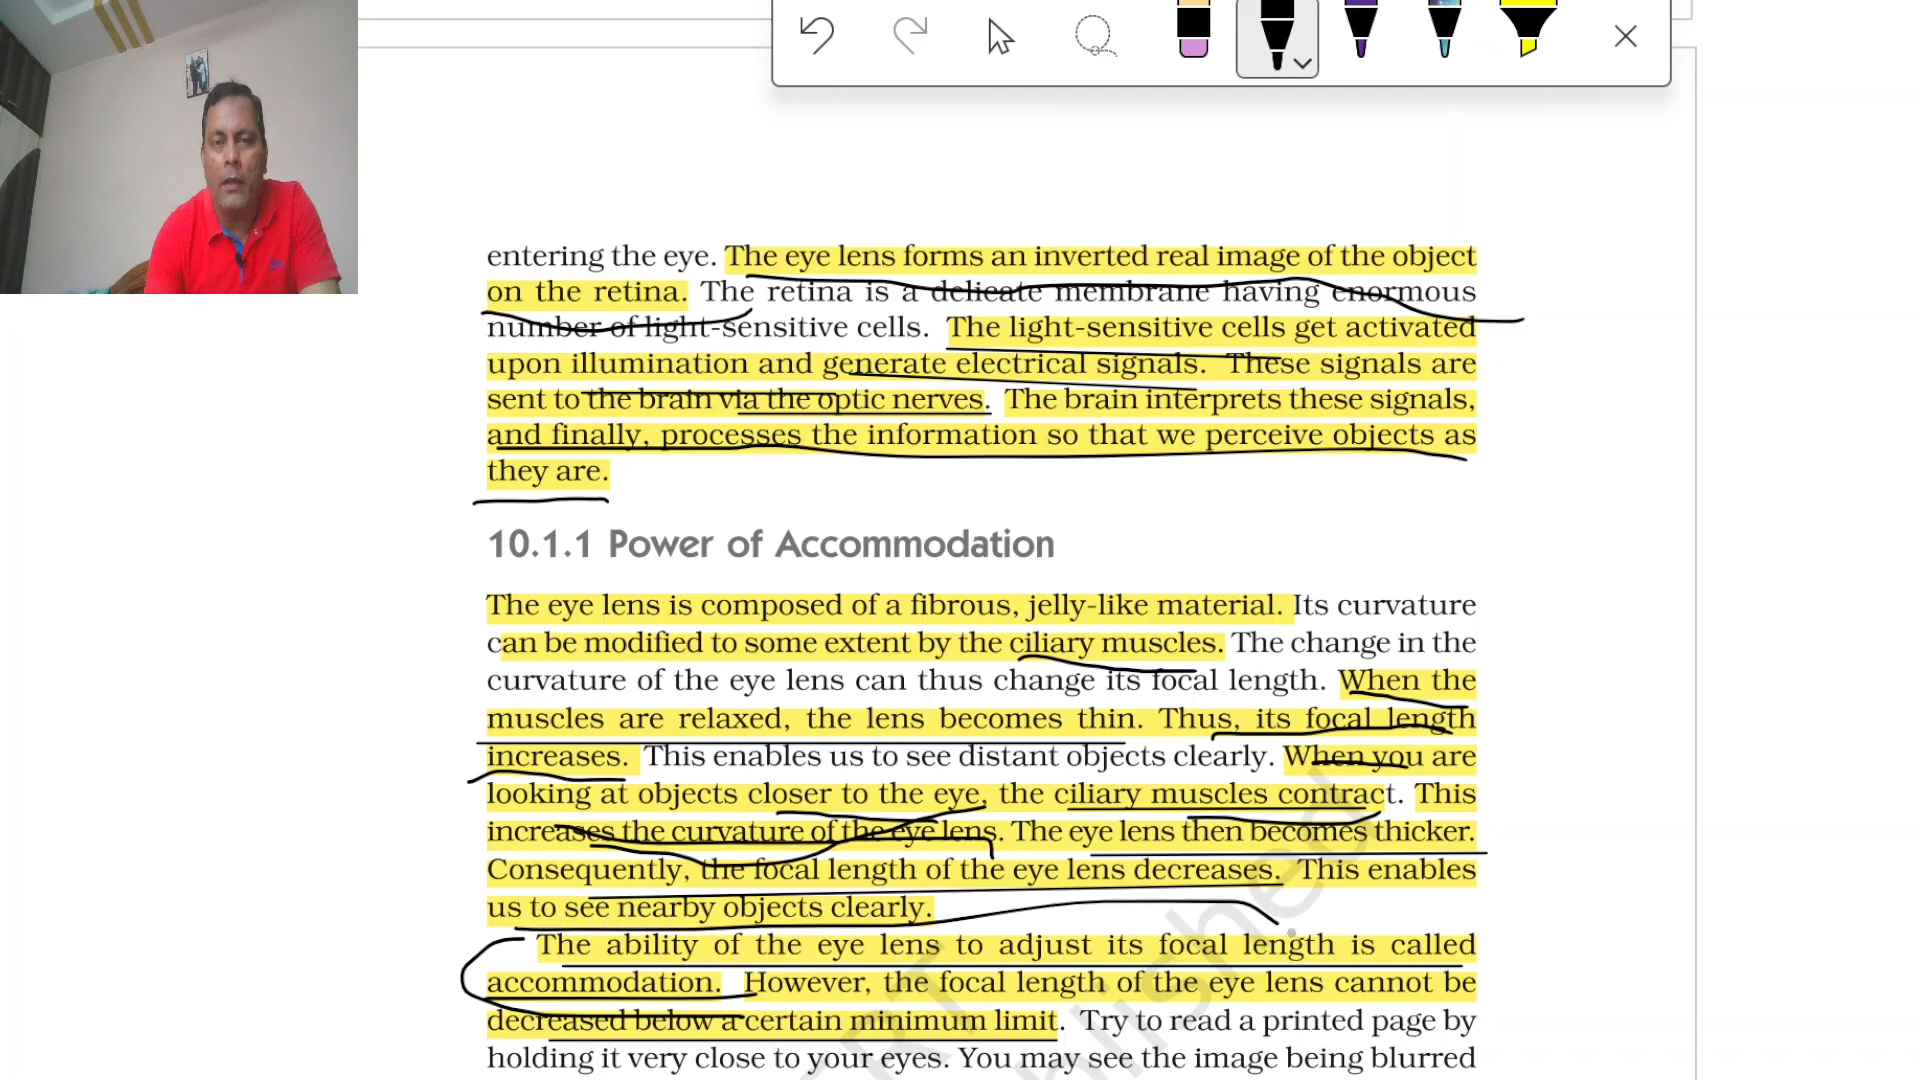 entering the eye. The eye lens forms an inverted real image of the object
on the retina. The retina is a delicate membrane having enormous
number of light-sensitive cells. The light-sensitive cells get activated
upon illumination and generate electrical signals. These signals are
sent to the brain via the optic nerves. The brain interprets these signals,
and finally, processes the information so that we perceive objects as
they are.
10.1.1 Power of Accommodation
The eye lens is composed of a fibrous, jelly-like material. Its curvature
can be modified to some extent by the ciliary muscles. The change in the
curvature of the eye lens can thus change its focal length. When the
muscles are relaxed, the lens becomes thin. Thus, its focal length
increases. This enables us to see distant objects clearly. When you are
looking at objects closer to the eye, the ciliary muscles contract. This
increases the curvature of the eye lens. The eye lens then becomes thicker.
Consequently, the focal length of the eye lens decreases. This enables
us to see nearby objects clearly.
The ability of the eye lens to adjust its focal length is called
accommodation. However, the focal length of the eye lens cannot be
decreased below a certain minimum limit. Try to read a printed page by
holding it very close to your eyes. You may see the image being blurred